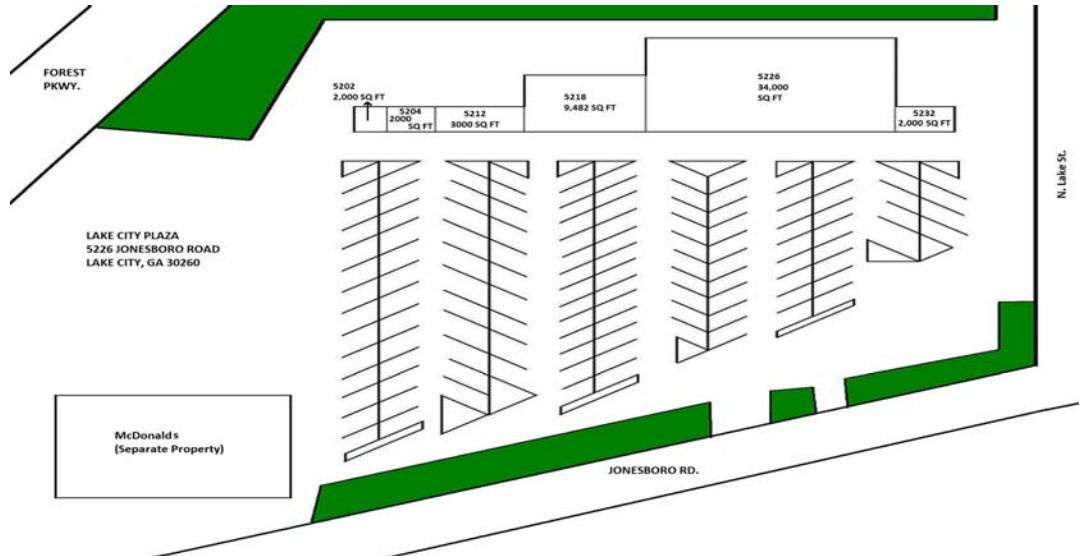 FOREST
PKWY.
5202
2,000 SQ FT
5204
2000
SQ FT
5212
3000 SQ FT
5218
9,482 SQ FT
5226
34,000
SQ FT
5232
2,000 SQ FT
N. Lake St.
LAKE CITY PLAZA
5226 JONESBORO ROAD
LAKE CITY, GA 30260
McDonalds
(Separate Property)
JONESBORO RD.